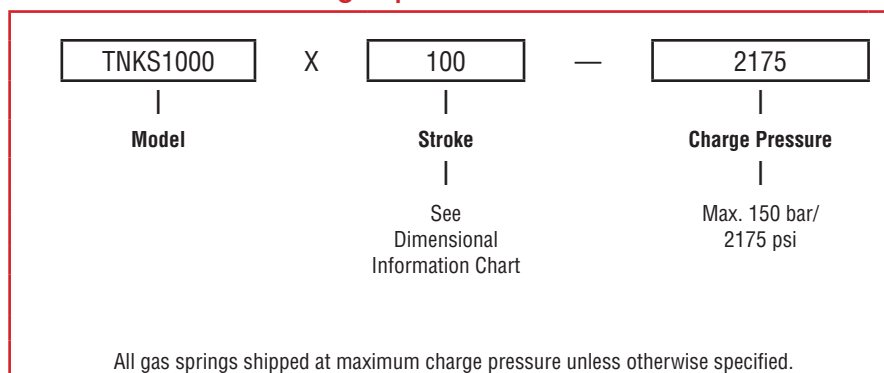 TNKS1000 X 100 — 2175
Model Stroke Charge Pressure
See Max. 150 bar/
Dimensional 2175 psi
Information Chart
All gas springs shipped at maximum charge pressure unless otherwise specified.